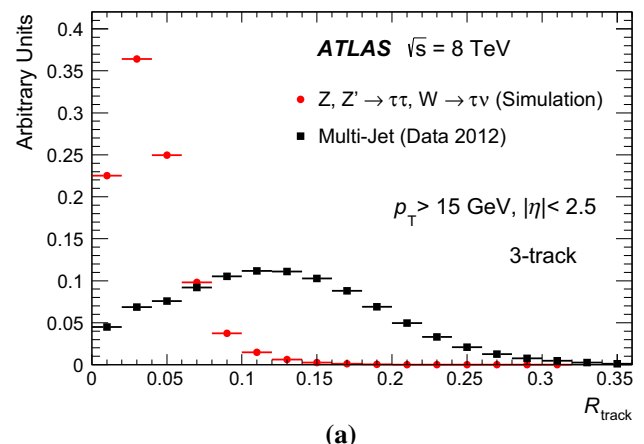 Arbitrary Units
0.4
0.35
0.3
0.25
0.2
0.15
0.1
0.05
0
ATLAS √s = 8 TeV
Z, Z' → ττ, W → τν (Simulation)
Multi-Jet (Data 2012)
p_T > 15 GeV, |η| < 2.5
3-track
0 0.05 0.1 0.15 0.2 0.25 0.3 0.35
R_track
(a)